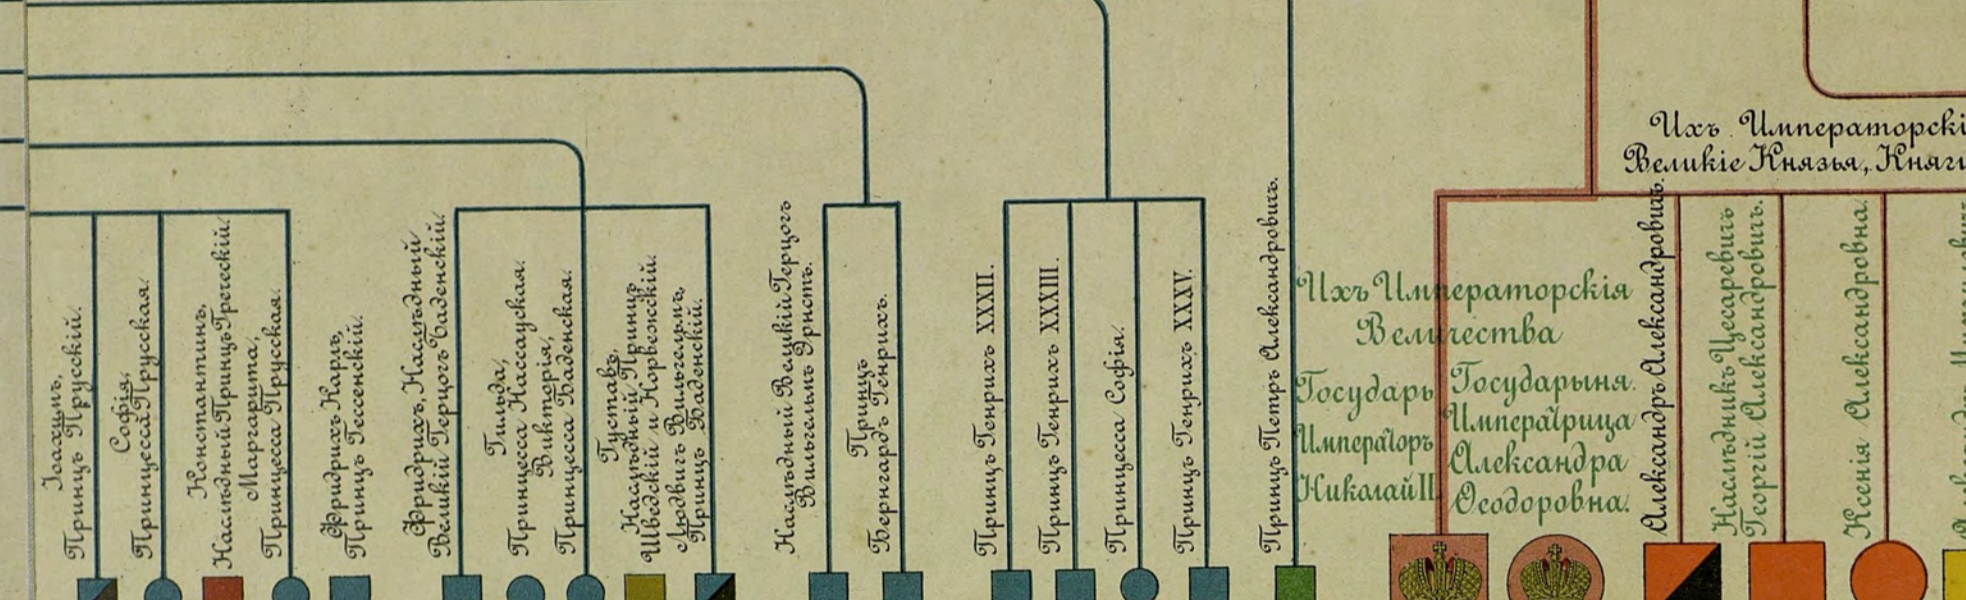 Іоахимъ,
Принцъ Прусскій.
Софія,
Принцесса Прусская.
Константинъ,
Наслѣдный Принцъ Греческій.
Маргарита,
Принцесса Прусская.
Фридрихъ Карлъ,
Принцъ Гессенскій.
Фридрихъ, Наслѣдный
Великій Герцогъ Баденскій.
Гильда,
Принцесса Нассауская.
Викторія,
Принцесса Баденская.
Густавъ,
Наслѣдный Принцъ
Шведскій и Норвежскій.
Людвигъ Вильгельмъ,
Принцъ Баденскій.
Наслѣдный Вел.
Герцогъ
Вильгельмъ Эрнстъ.
Принцъ
Бернгардъ Генрихъ.
Принцъ Генрихъ XXXII.
Принцъ Генрихъ XXXIII.
Принцесса Софія.
Принцъ Генрихъ XXXV.
Принцъ Петръ Александровичъ.
Ихъ Императорскія
Величества
Государь
Императоръ
Николай II
Государыня
Императрица
Александра
Ѳеодоровна.
Ихъ Императорскі
Великіе Князья, Княги
Александръ Александровичъ.
Наслѣдникъ Цесаревичъ
Георгій Александровичъ.
Ксенія Александровна.